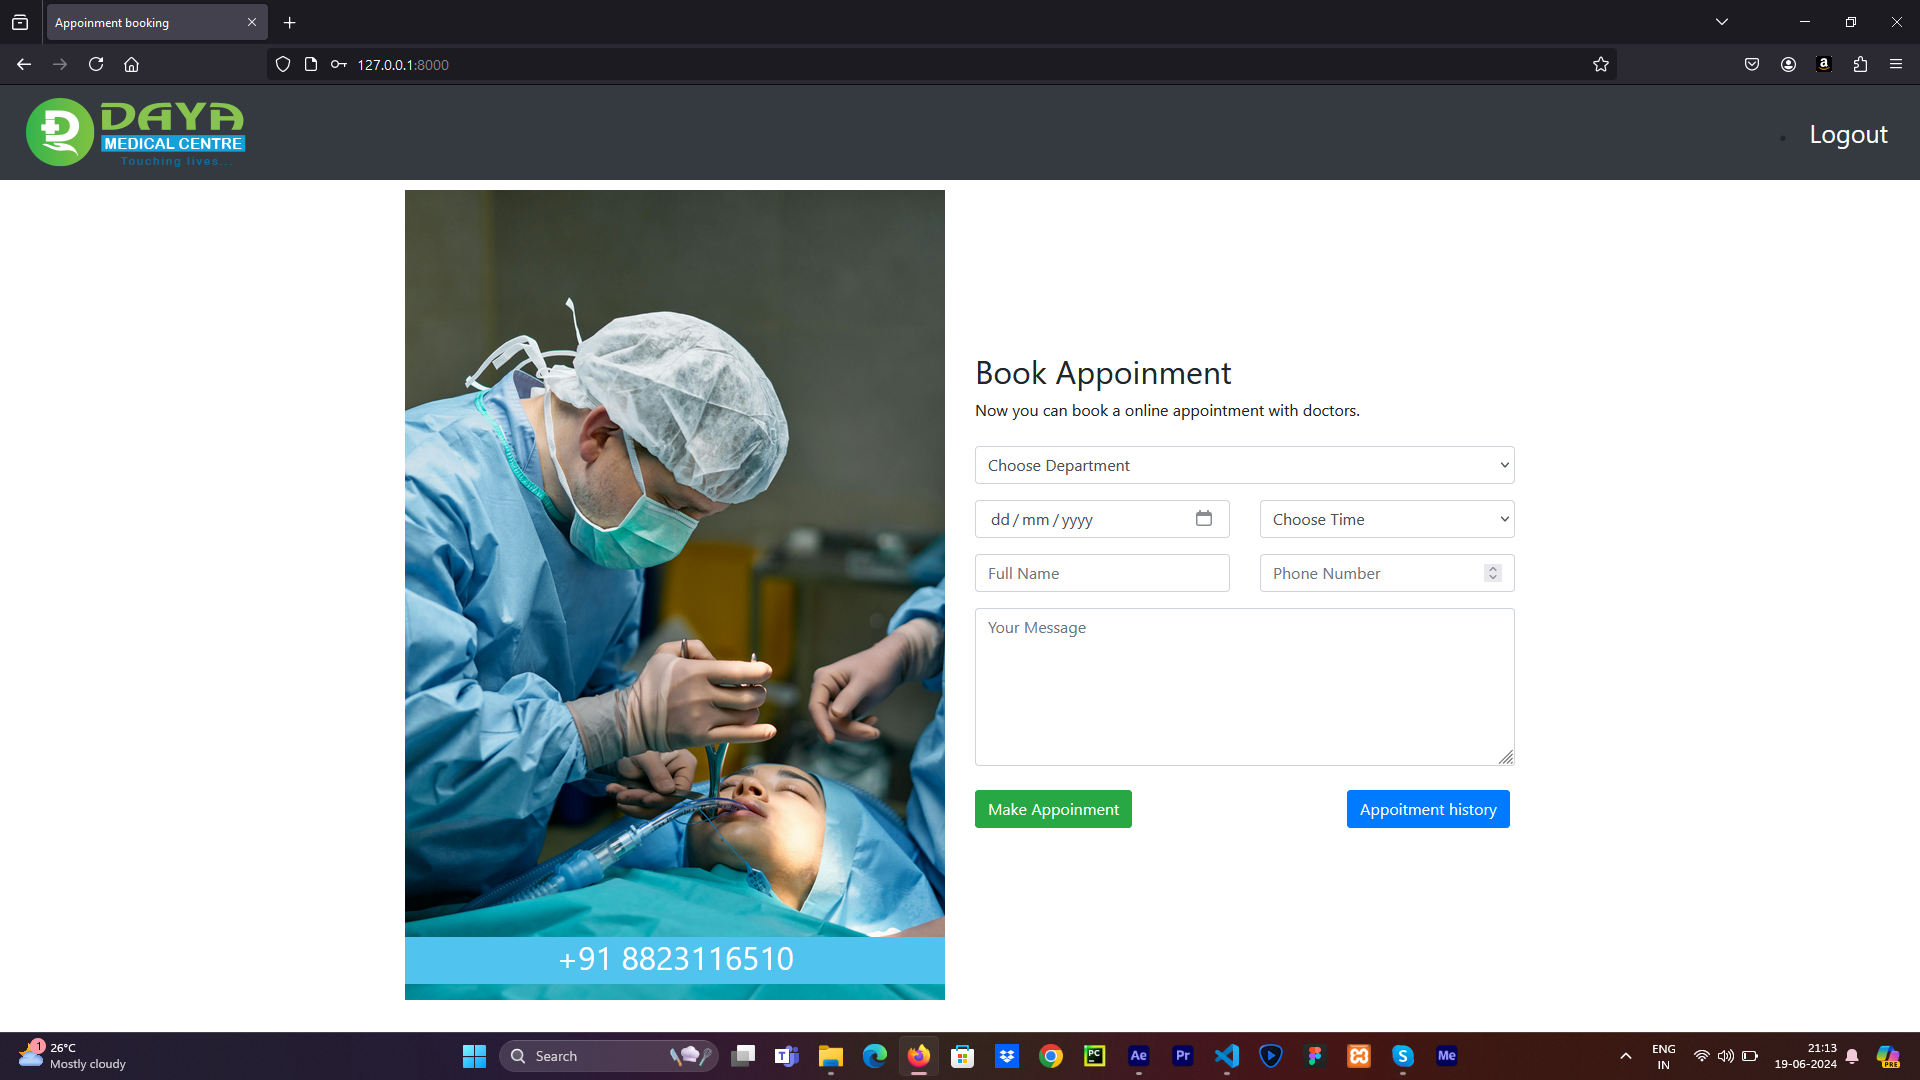 Appoinment booking
127.0.0.1:8000
DAYA
MEDICAL CENTRE
Touching lives...
Logout
Book Appoinment
Now you can book a online appointment with doctors.
Choose Department
dd / mm / yyyy
Choose Time
Full Name
Phone Number
Your Message
Make Appoinment
Appoitment history
+91 8823116510
1
26°C
Mostly cloudy
Search
T
PC
Ae
Pr
S
Me
ENG
IN
21:13
19-06-2024
PRE